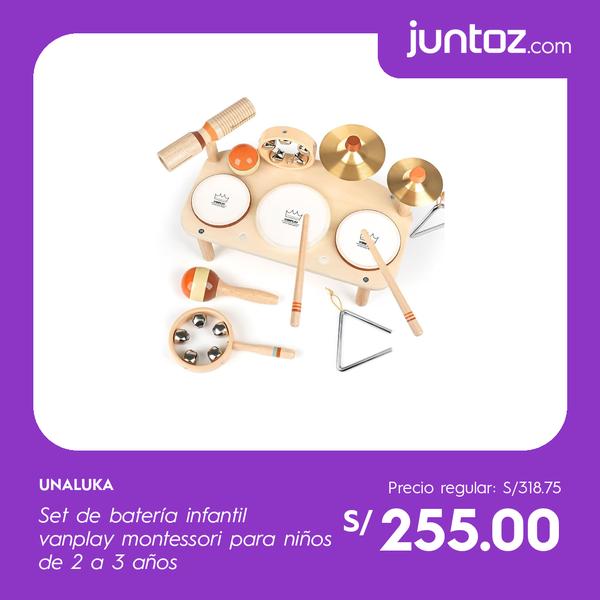 juntoz.com
UNALUKA
Set de batería infantil
vanplay montessori para niños
de 2 a 3 años
Precio regular: S/318.75
S/ 255.00